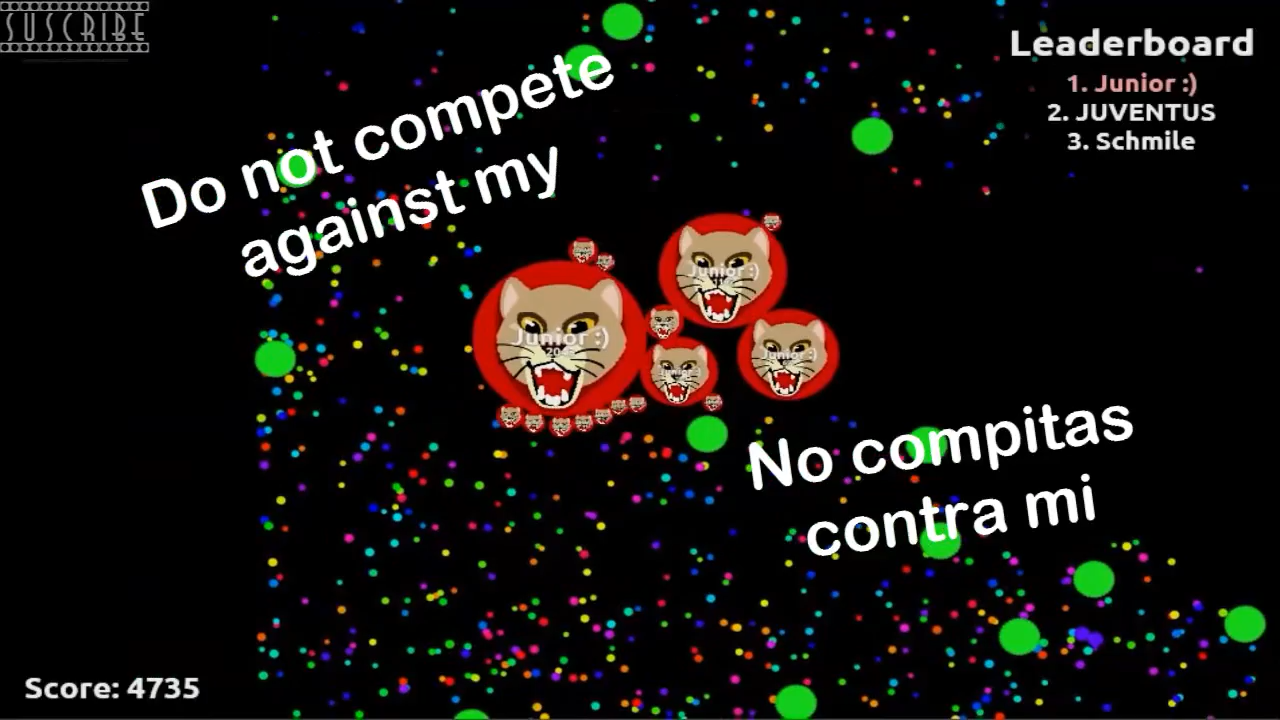 SUSCRIBE
Leaderboard
1. Junior :)
2. JUVENTUS
3. Schmile
Do not compete
against my
Junior :)
Junior :)
Junior :)
Junior :)
No compitas
contra mi
Score: 4735